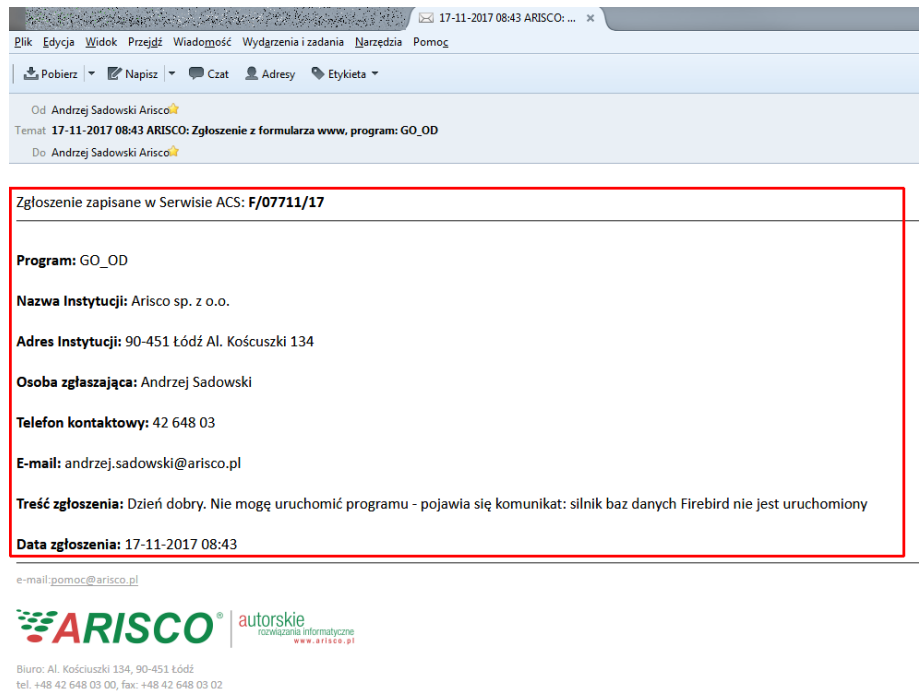 17-11-2017 08:43 ARISCO: ... ×
Plik Edycja Widok Przejdź Wiadomość Wydarzenia i zadania Narzędzia Pomoc
Pobierz Napisz Czat Adresy Etykieta
Od Andrzej Sadowski Arisco
Temat 17-11-2017 08:43 ARISCO: Zgłoszenie z formularza www, program: GO_OD
Do Andrzej Sadowski Arisco
Zgłoszenie zapisane w Serwisie ACS: F/07711/17
Program: GO_OD
Nazwa Instytucji: Arisco sp. z o.o.
Adres Instytucji: 90-451 Łódź Al. Kościuszki 134
Osoba zgłaszająca: Andrzej Sadowski
Telefon kontaktowy: 42 648 03
E-mail: andrzej.sadowski@arisco.pl
Treść zgłoszenia: Dzień dobry. Nie mogę uruchomić programu - pojawia się komunikat: silnik baz danych Firebird nie jest uruchomiony
Data zgłoszenia: 17-11-2017 08:43
e-mail:pomoc@arisco.pl
ARISCO® autorskie
rozwiązania informatyczne
www.arisco.pl
Biuro: Al. Kościuszki 134, 90-451 Łódź
tel. +48 42 648 03 00, fax: +48 42 648 03 02